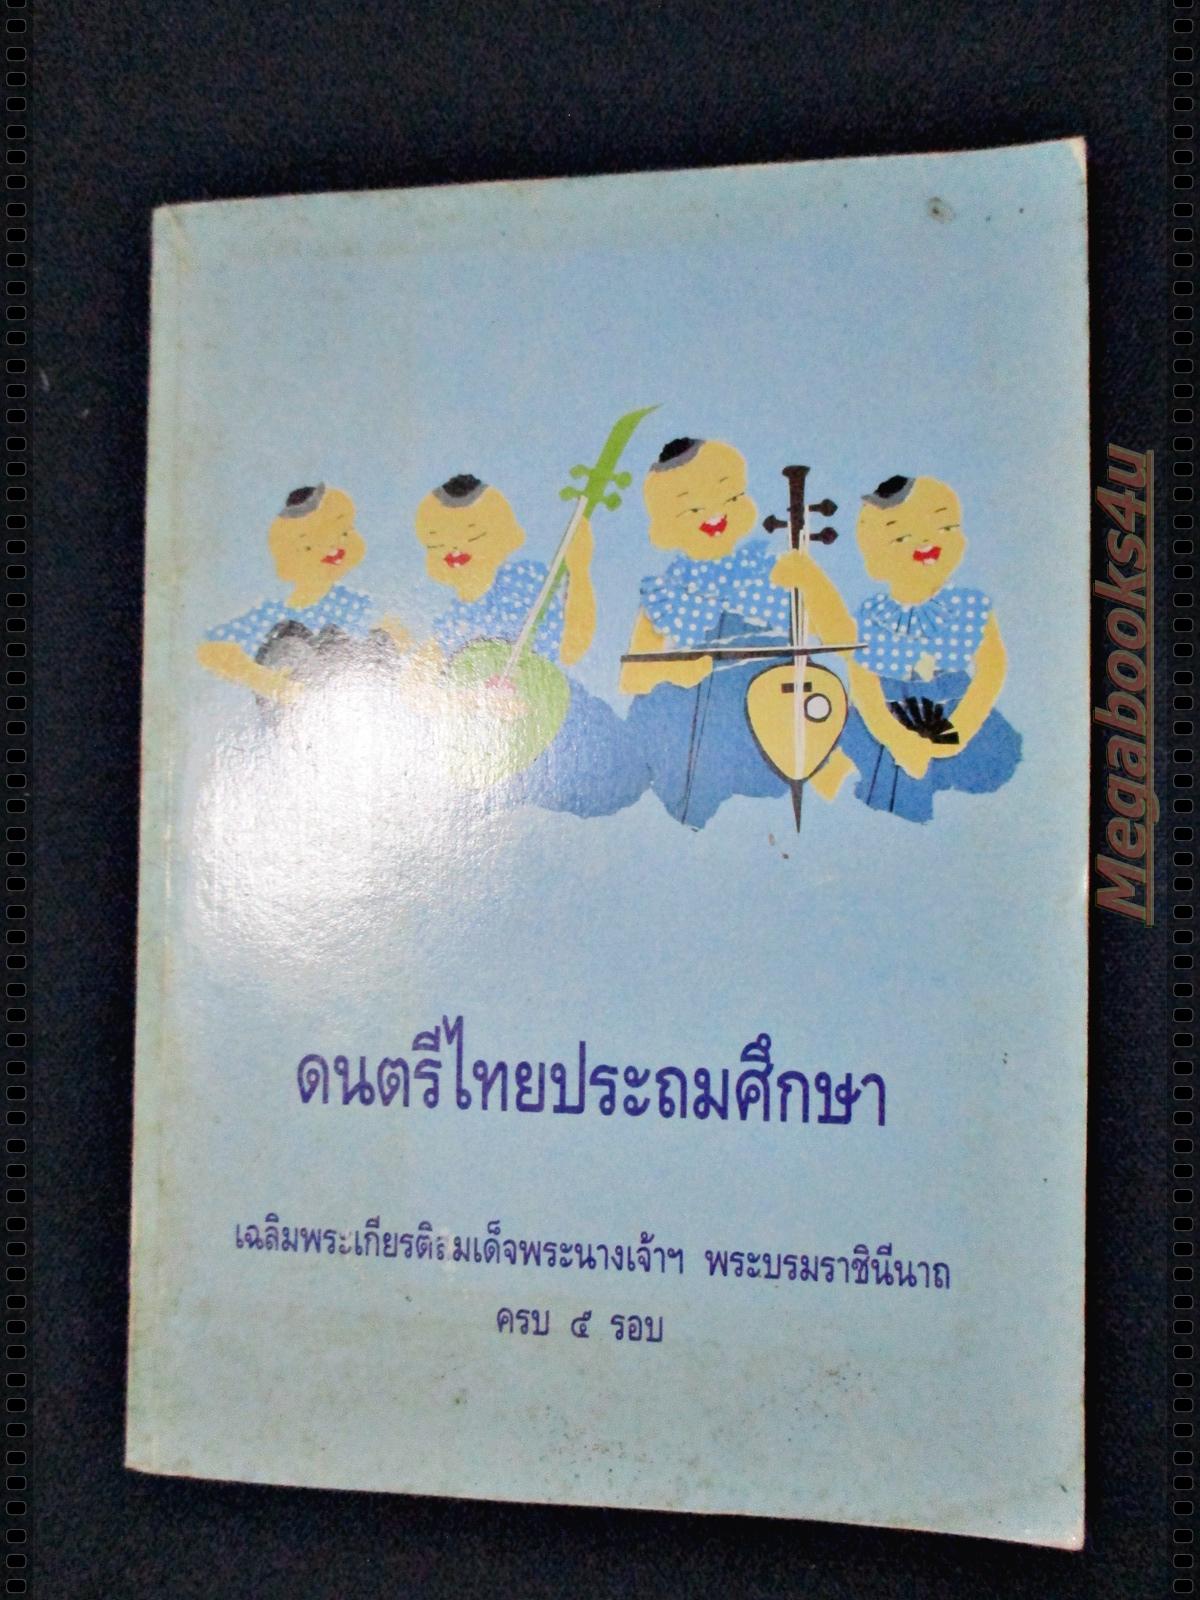 ดนตรีไทยประถมศึกษา
เฉลิมพระเกียรติสมเด็จพระนางเจ้าฯ พระบรมราชินีนาถ
ครบ ๕ รอบ
Megabooks4u